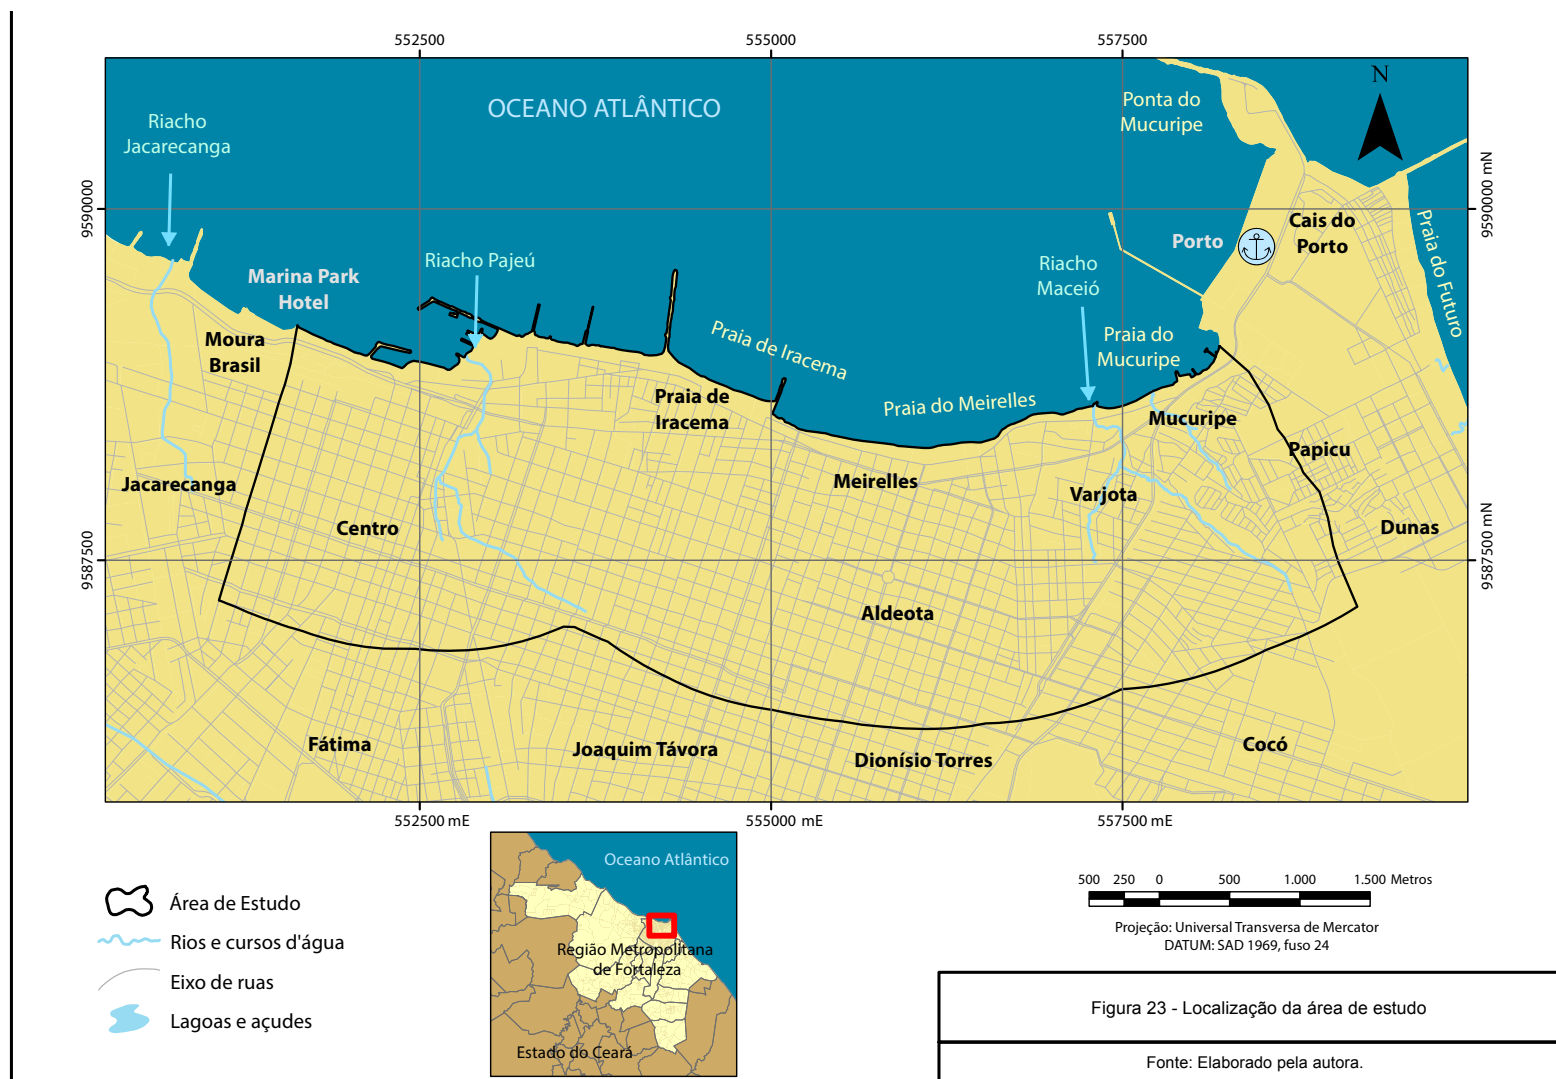 552500
555000
557500
OCEANO ATLÂNTICO
Riacho
Jacarecanga
Ponta do
Mucuripe
N
9590000
9590000 mN
Cais do
Porto
Porto
Praia do Futuro
Riacho Pajeú
Riacho
Maceió
Marina Park
Hotel
Moura
Brasil
Praia de Iracema
Praia do
Mucuripe
Praia de
Iracema
Praia do Meirelles
Mucuripe
Papicu
Jacarecanga
Meirelles
Varjota
Centro
Dunas
9587500
9587500 mN
Aldeota
Fátima
Joaquim Távora
Dionísio Torres
Cocó
552500 mE
555000 mE
557500 mE
Oceano Atlântico
Região Metropolitana
de Fortaleza
Estado do Ceará
Área de Estudo
Rios e cursos d'água
Eixo de ruas
Lagoas e açudes
500 250 0 500 1.000 1.500 Metros
Projeção: Universal Transversa de Mercator
DATUM: SAD 1969, fuso 24
Figura 23 - Localização da área de estudo
Fonte: Elaborado pela autora.